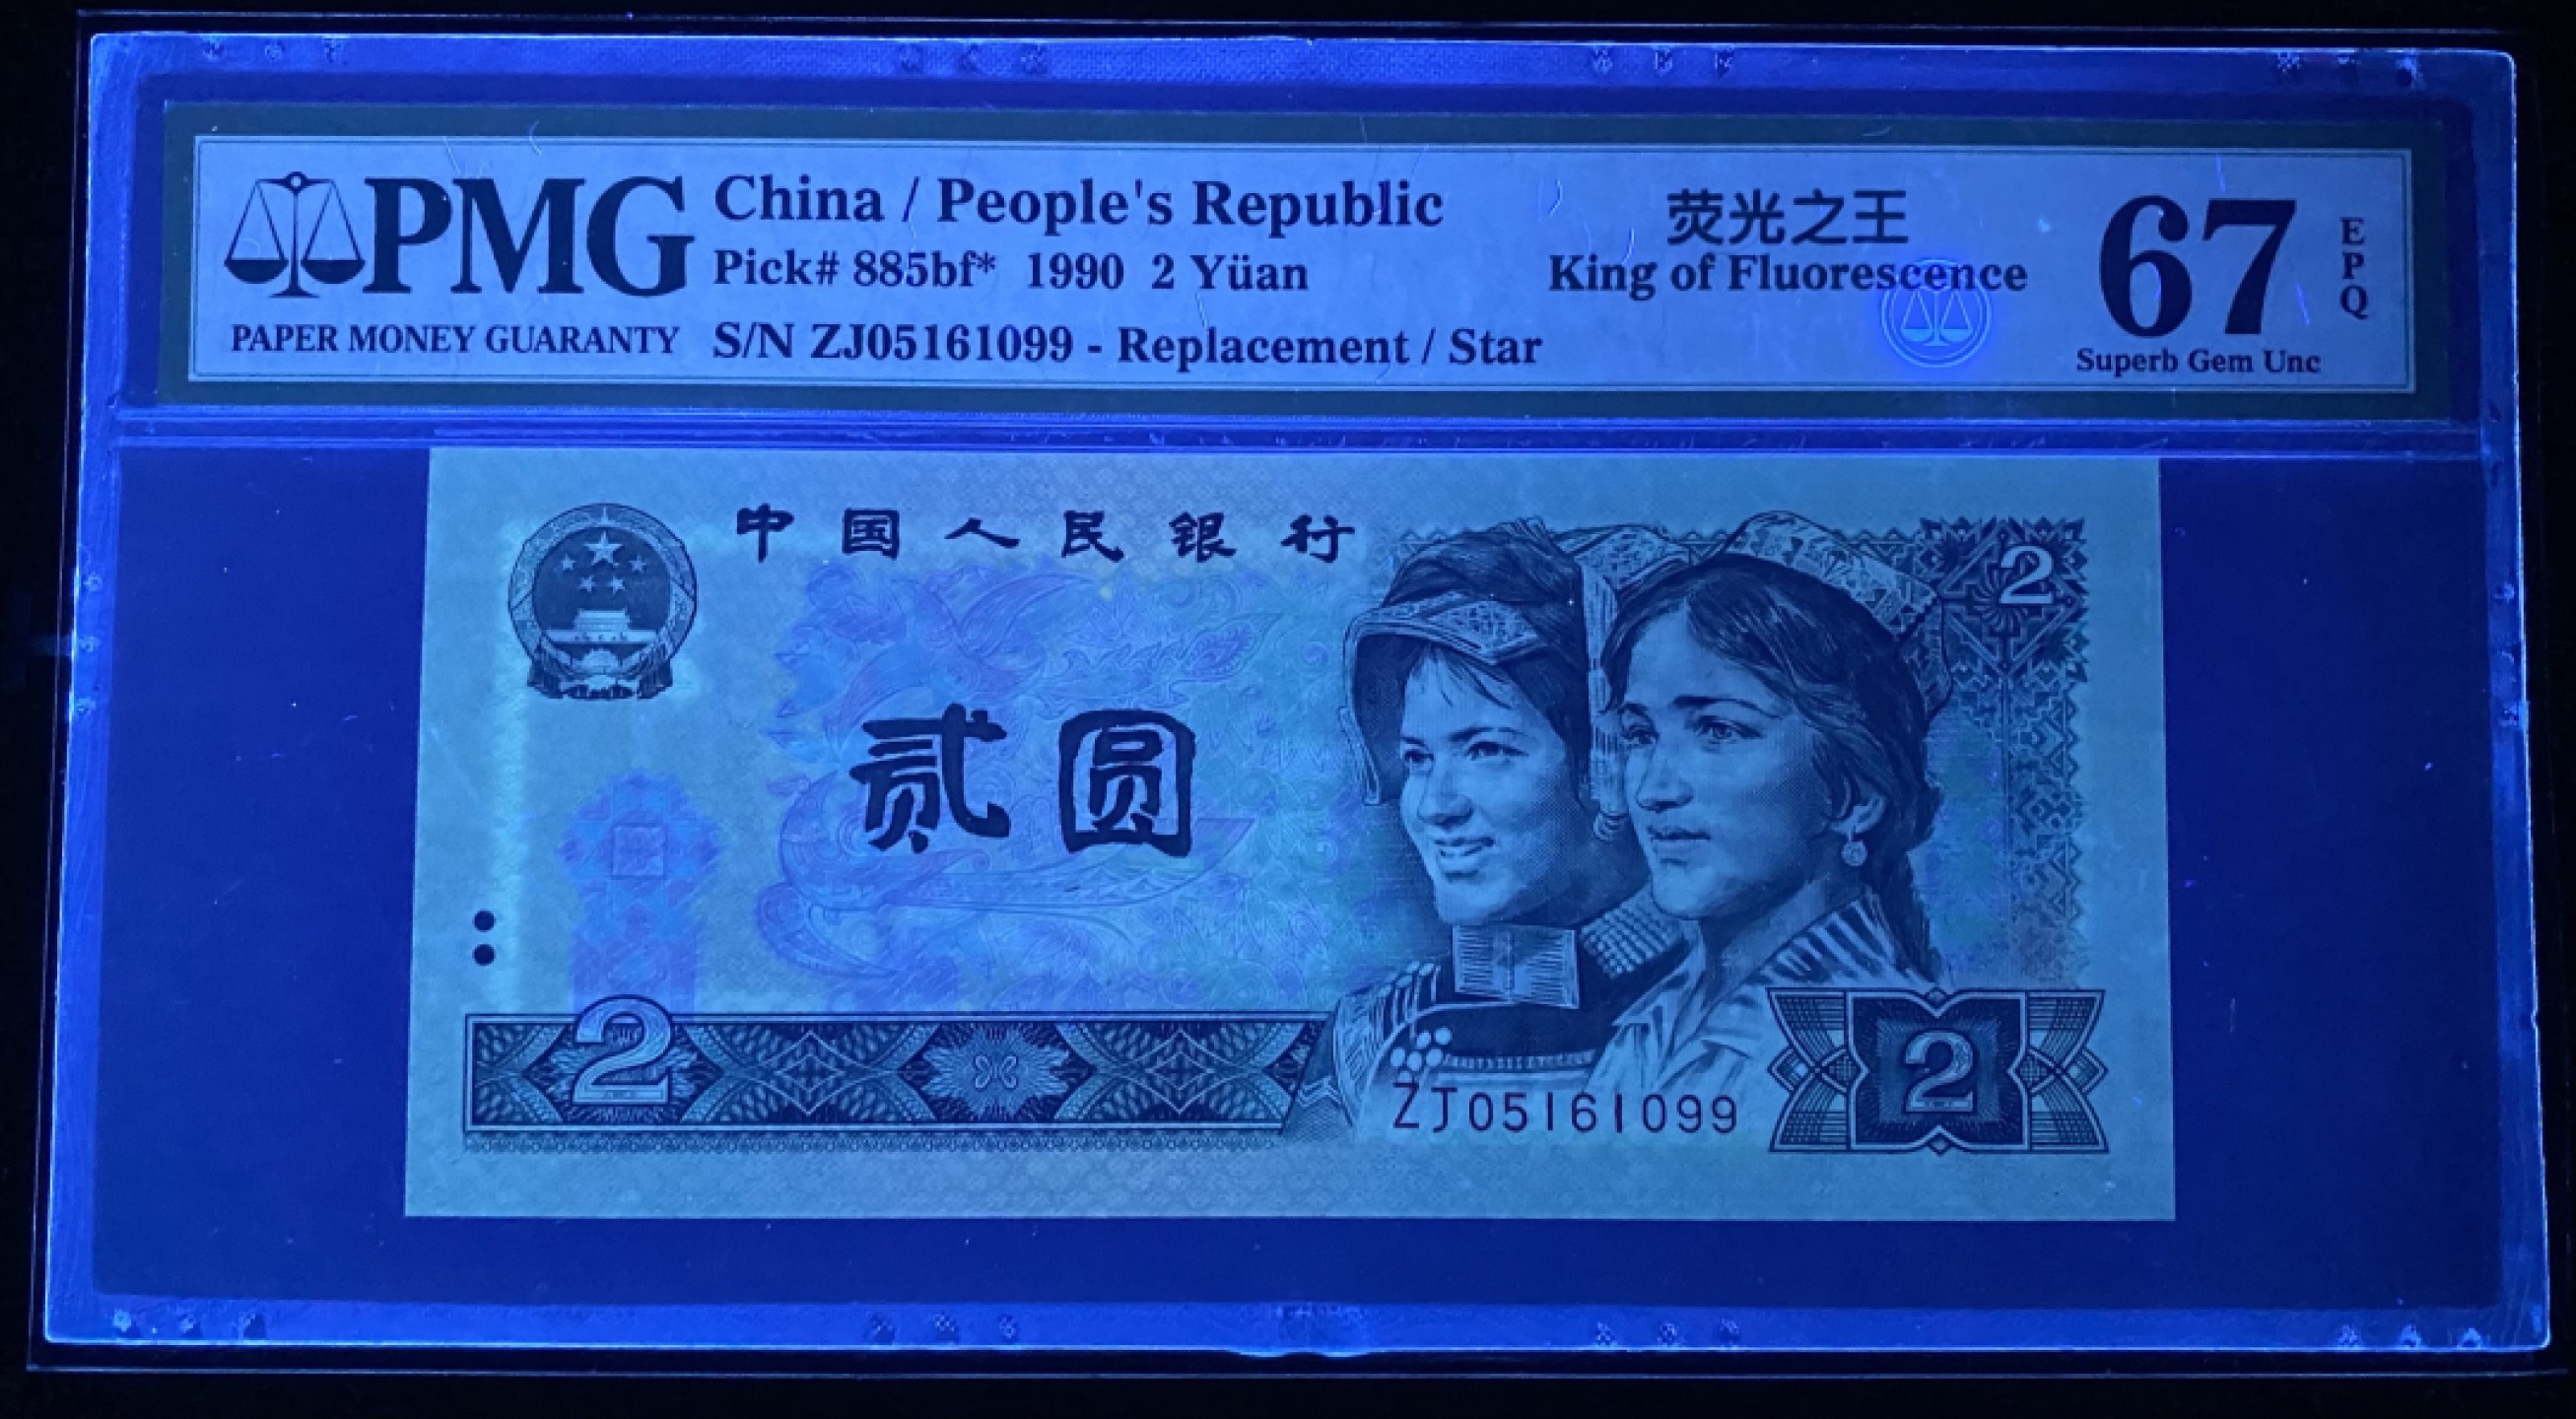 PMG
PAPER MONEY GUARANTY
China / People's Republic
Pick# 885bf* 1990 2 Yüan
S/N ZJ05161099 - Replacement / Star
荧光之王
King of Fluorescence
67
EPQ
Superb Gem Unc
中国人民银行
2
贰圆
2
ZJ05161099
2